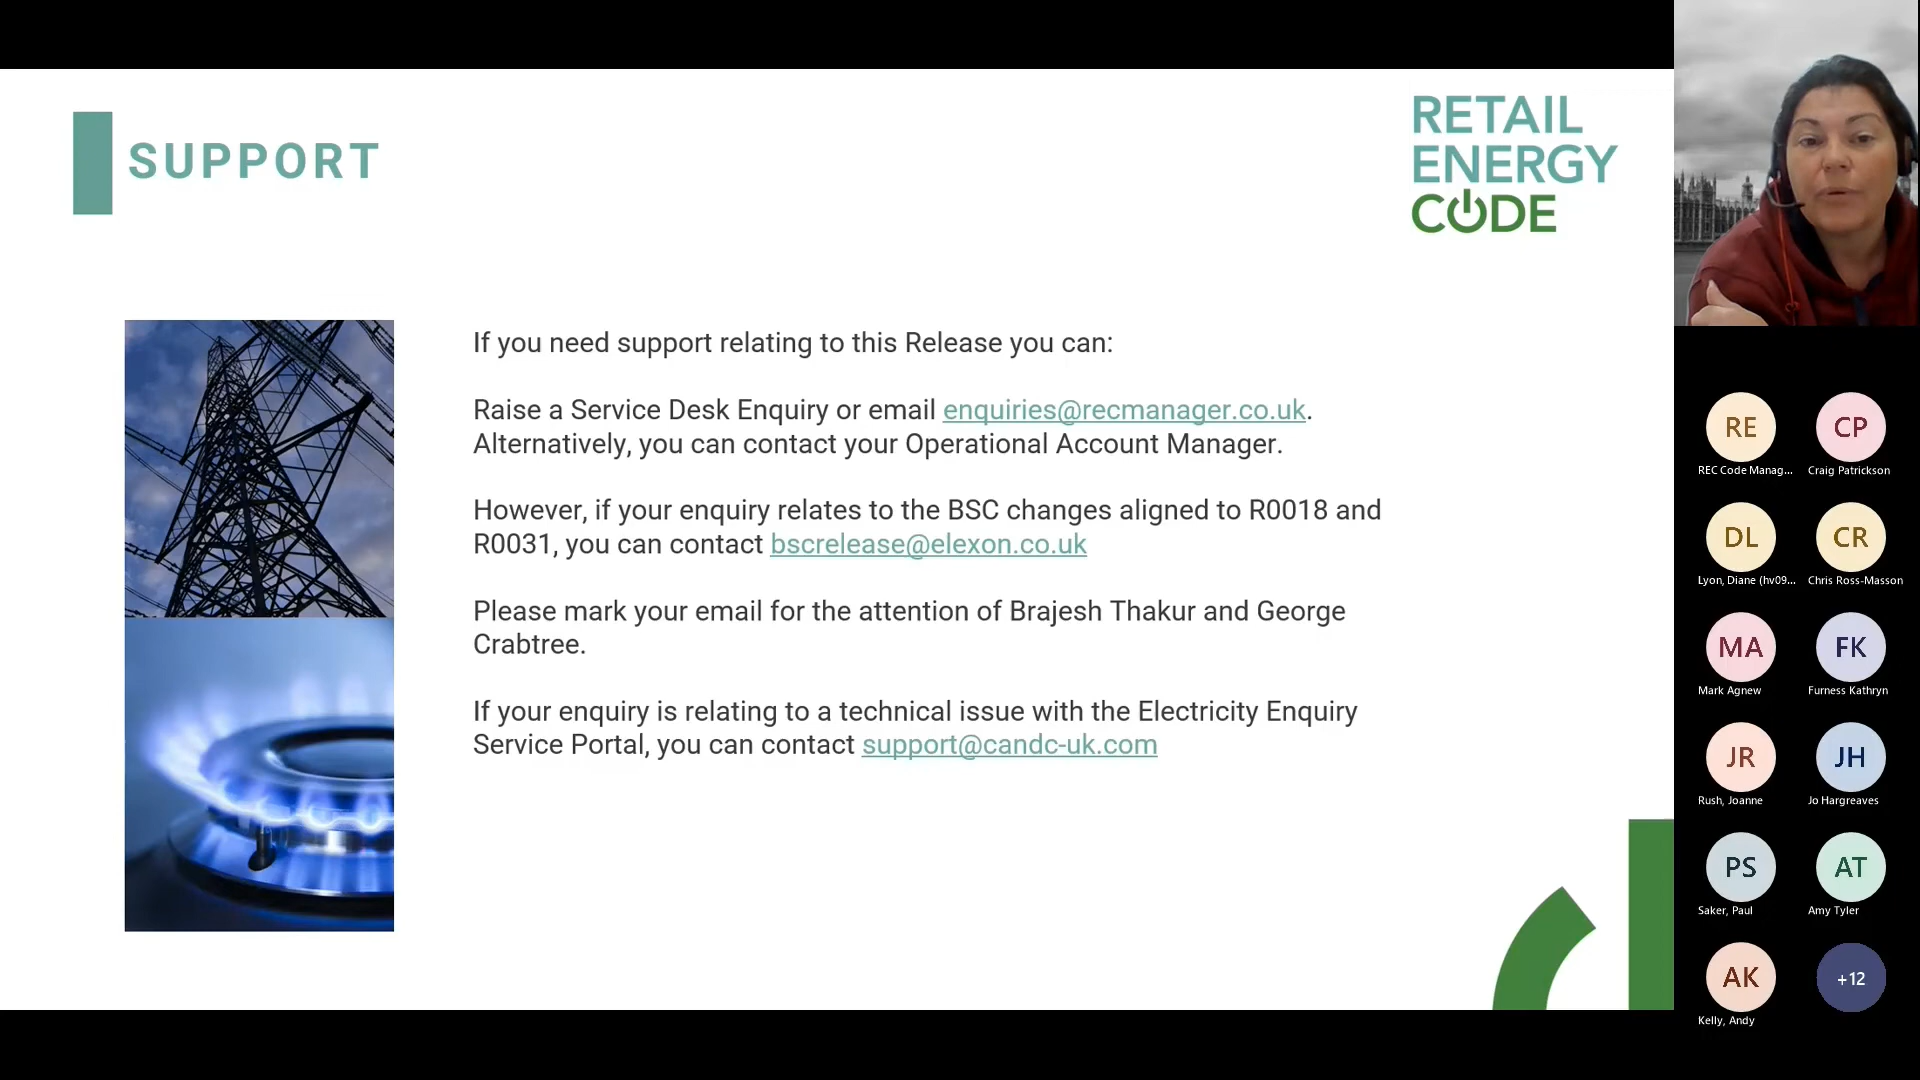 SUPPORT
RETAIL
ENERGY
CODE
If you need support relating to this Release you can:
Raise a Service Desk Enquiry or email enquiries@recmanager.co.uk.
Alternatively, you can contact your Operational Account Manager.
However, if your enquiry relates to the BSC changes aligned to R0018 and
R0031, you can contact bscrelease@elexon.co.uk
Please mark your email for the attention of Brajesh Thakur and George
Crabtree.
If your enquiry is relating to a technical issue with the Electricity Enquiry
Service Portal, you can contact support@candc-uk.com
RE
REC Code Manag...
CP
Craig Patrickson
DL
Lyon, Diane (hv09...
CR
Chris Ross-Masson
MA
Mark Agnew
FK
Furness Kathryn
JR
Rush, Joanne
JH
Jo Hargreaves
PS
Saker, Paul
AT
Amy Tyler
AK
Kelly, Andy
+12